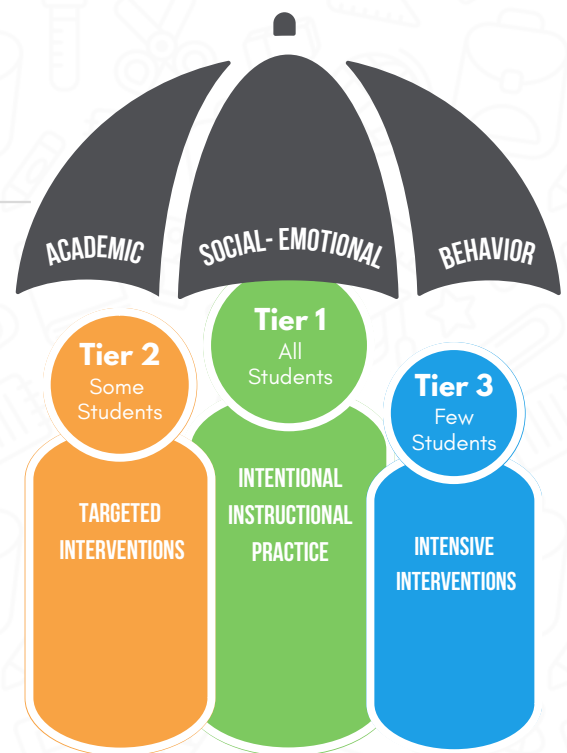 ACADEMIC
SOCIAL- EMOTIONAL
BEHAVIOR
Tier 1
All
Students
Tier 2
Some
Students
Tier 3
Few
Students
INTENTIONAL
INSTRUCTIONAL
PRACTICE
TARGETED
INTERVENTIONS
INTENSIVE
INTERVENTIONS